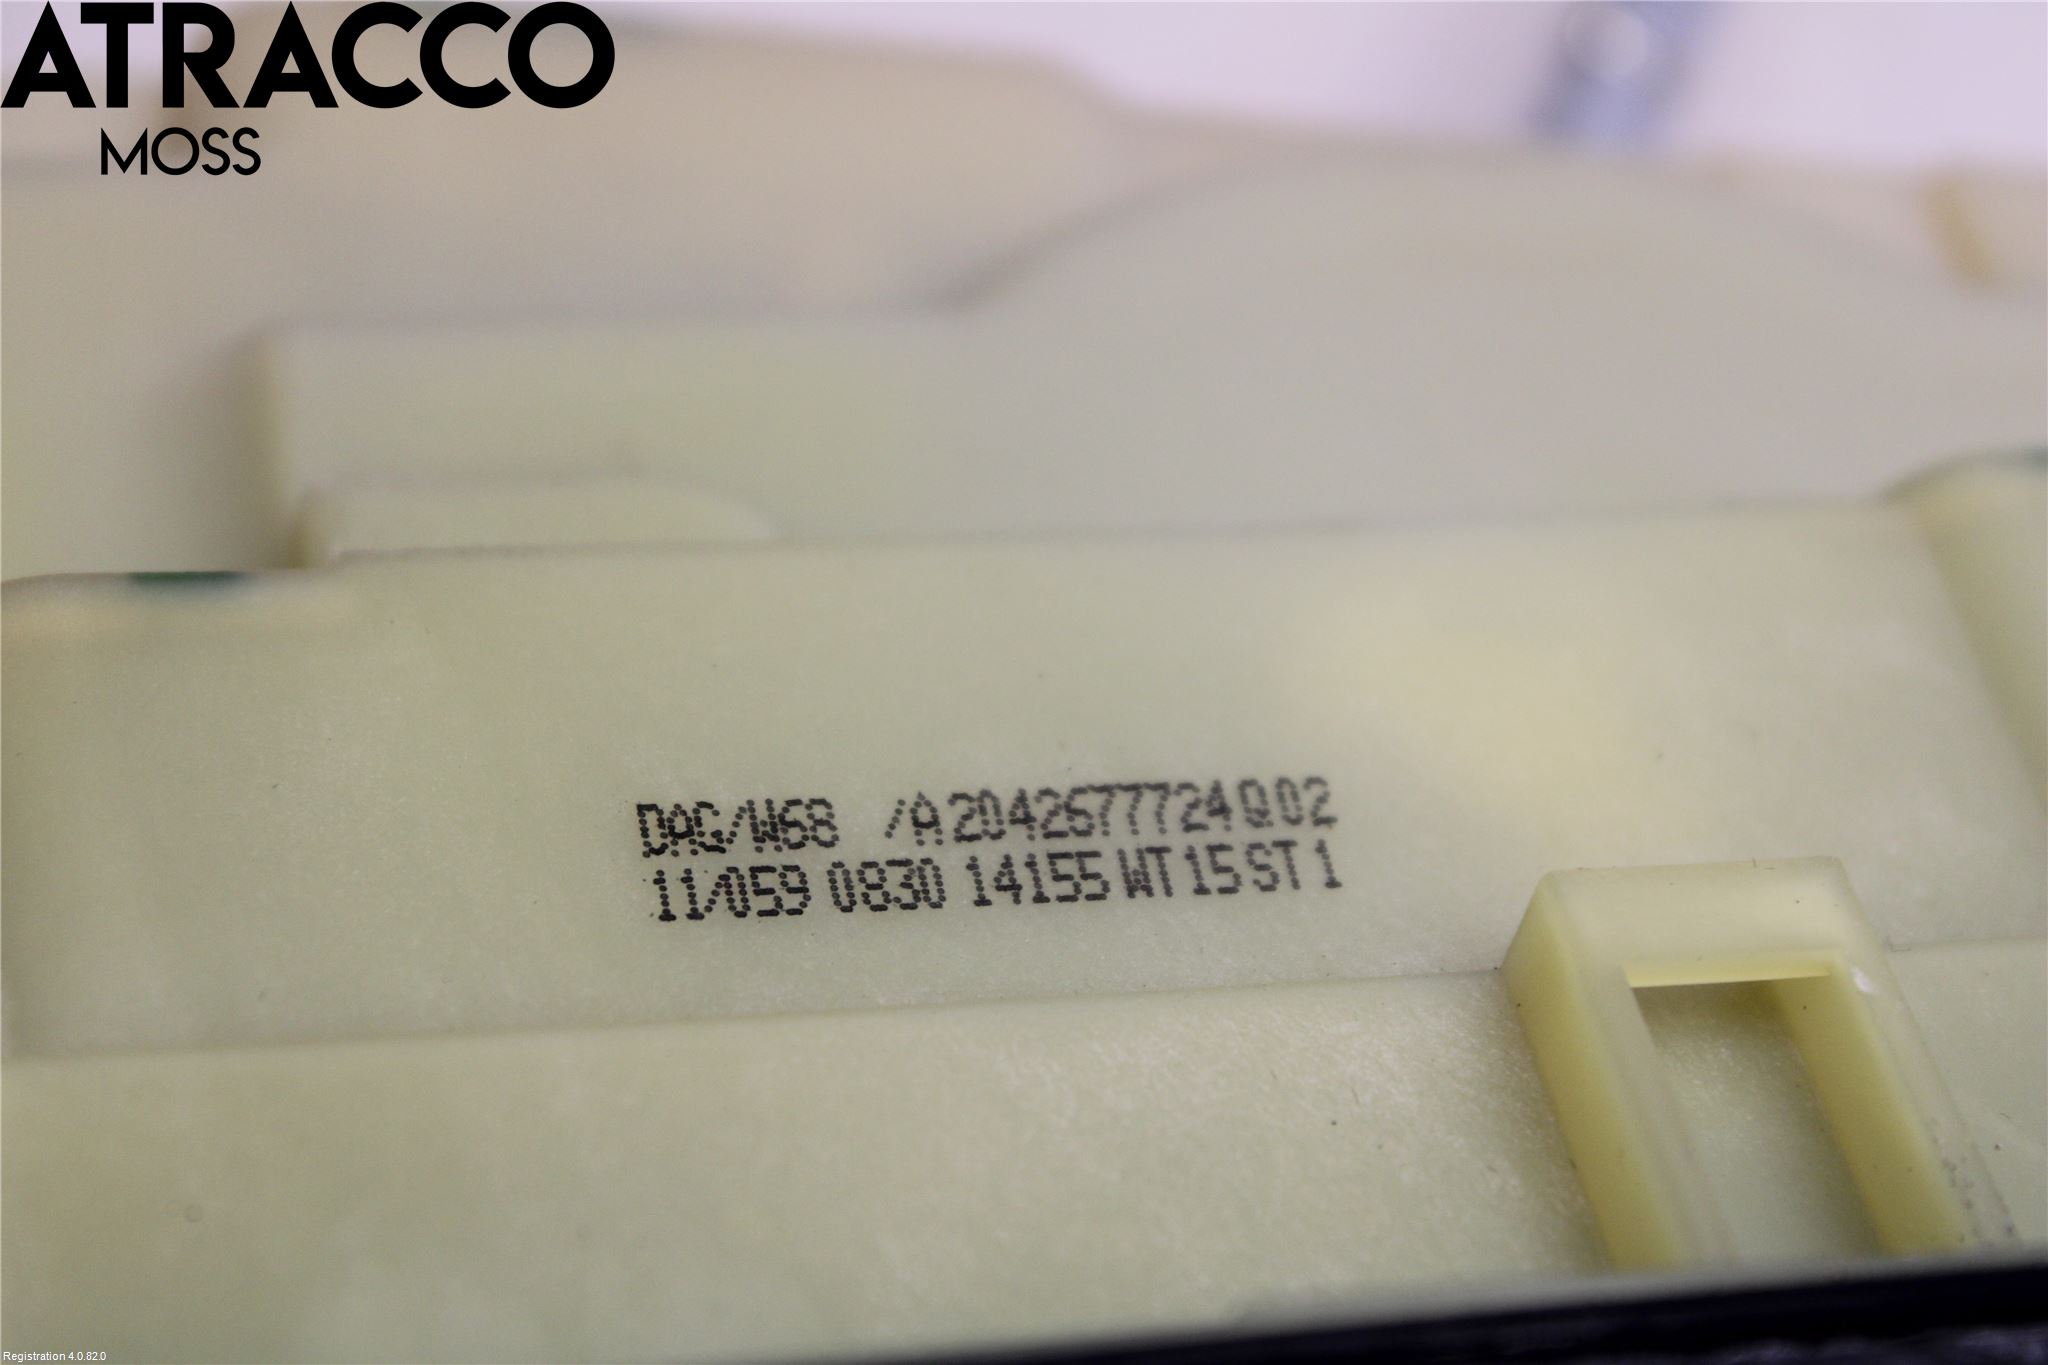 ATRACCO
MOSS
DAG/W68 /A2042677724Q02
11/059 0830 14155 WT 15 ST 1
Registration 4.0.82.0